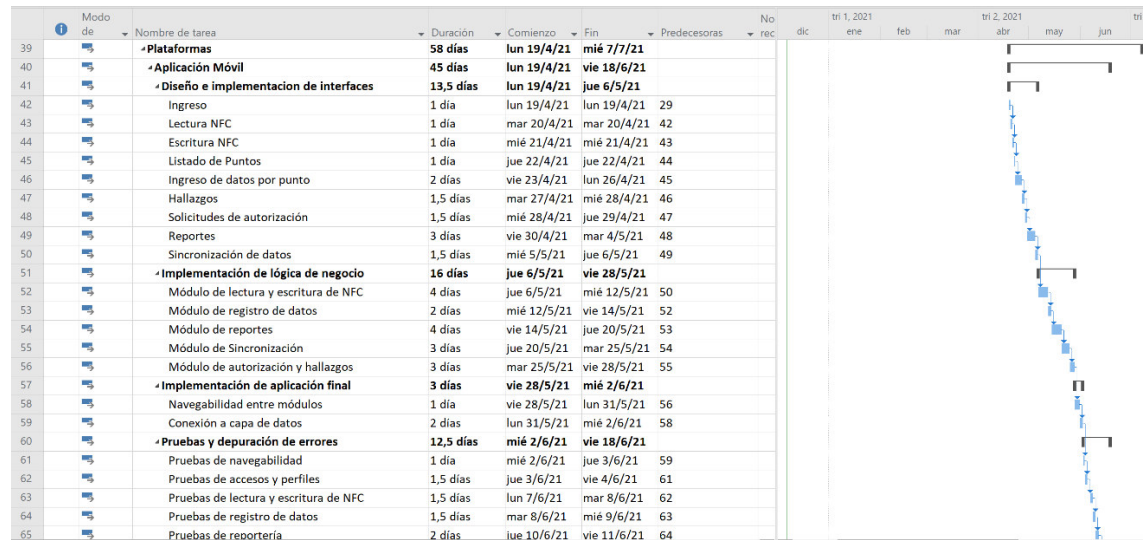 Modo de Nombre de tarea Duración Comienzo Fin Predecesoras No rec
tri 1, 2021 tri 2, 2021 tri
dic ene feb mar abr may jun
39 Plataformas 58 días lun 19/4/21 mié 7/7/21
40 Aplicación Móvil 45 días lun 19/4/21 vie 18/6/21
41 Diseño e implementacion de interfaces 13,5 días lun 19/4/21 jue 6/5/21
42 Ingreso 1 día lun 19/4/21 lun 19/4/21 29
43 Lectura NFC 1 día mar 20/4/21 mar 20/4/21 42
44 Escritura NFC 1 día mié 21/4/21 mié 21/4/21 43
45 Listado de Puntos 1 día jue 22/4/21 jue 22/4/21 44
46 Ingreso de datos por punto 2 días vie 23/4/21 lun 26/4/21 45
47 Hallazgos 1,5 días mar 27/4/21 mié 28/4/21 46
48 Solicitudes de autorización 1,5 días mié 28/4/21 jue 29/4/21 47
49 Reportes 3 días vie 30/4/21 mar 4/5/21 48
50 Sincronización de datos 1,5 días mié 5/5/21 jue 6/5/21 49
51 Implementación de lógica de negocio 16 días jue 6/5/21 vie 28/5/21
52 Módulo de lectura y escritura de NFC 4 días jue 6/5/21 mié 12/5/21 50
53 Módulo de registro de datos 2 días mié 12/5/21 vie 14/5/21 52
54 Módulo de reportes 4 días vie 14/5/21 jue 20/5/21 53
55 Módulo de Sincronización 3 días jue 20/5/21 mar 25/5/21 54
56 Módulo de autorización y hallazgos 3 días mar 25/5/21 vie 28/5/21 55
57 Implementación de aplicación final 3 días vie 28/5/21 mié 2/6/21
58 Navegabilidad entre módulos 1 día vie 28/5/21 lun 31/5/21 56
59 Conexión a capa de datos 2 días lun 31/5/21 mié 2/6/21 58
60 Pruebas y depuración de errores 12,5 días mié 2/6/21 vie 18/6/21
61 Pruebas de navegabilidad 1 día mié 2/6/21 jue 3/6/21 59
62 Pruebas de accesos y perfiles 1,5 días jue 3/6/21 vie 4/6/21 61
63 Pruebas de lectura y escritura de NFC 1,5 días lun 7/6/21 mar 8/6/21 62
64 Pruebas de registro de datos 1,5 días mar 8/6/21 mié 9/6/21 63
65 Pruebas de reportería 2 días jue 10/6/21 vie 11/6/21 64